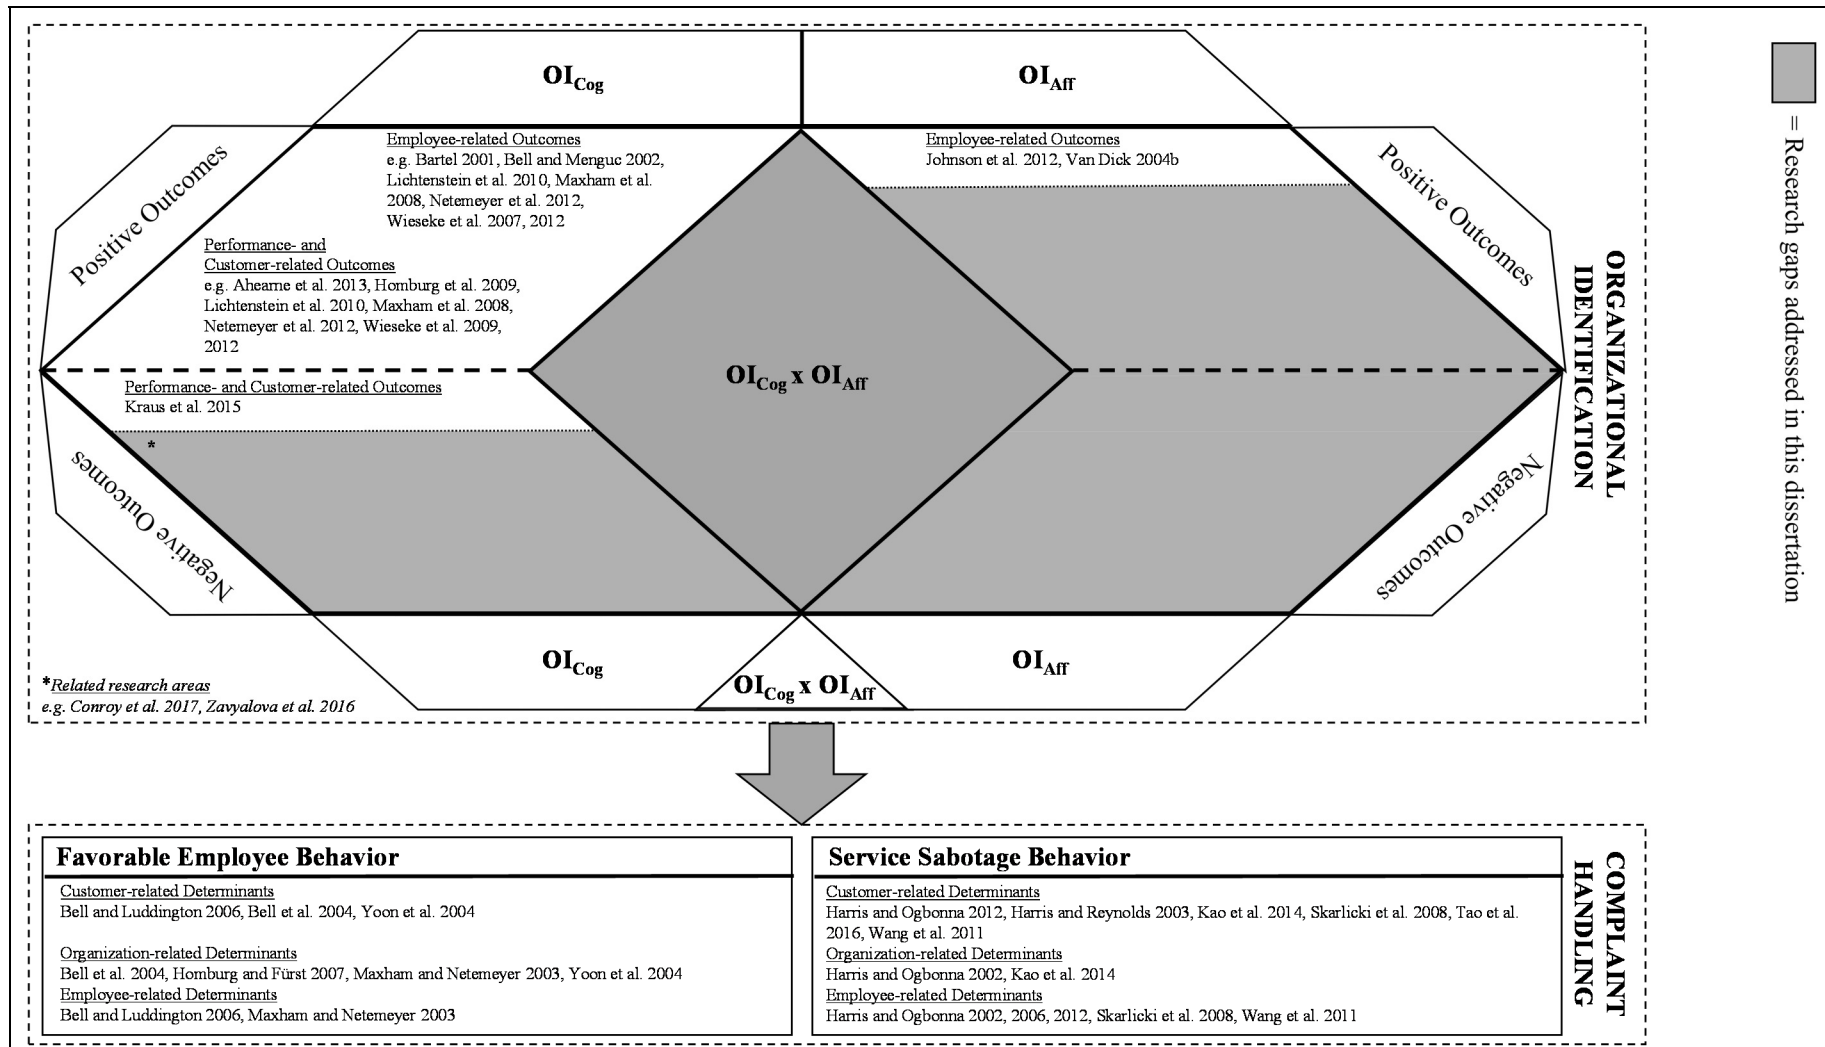 OICog
OIAff
Positive Outcomes
Employee-related Outcomes
e.g. Bartel 2001, Bell and Menguc 2002,
Lichtenstein et al. 2010, Maxham et al.
2008, Netemeyer et al. 2012,
Wieseke et al. 2007, 2012
Performance- and
Customer-related Outcomes
e.g. Ahearne et al. 2013, Homburg et al. 2009,
Lichtenstein et al. 2010, Maxham et al. 2008,
Netemeyer et al. 2012, Wieseke et al. 2009,
2012
Employee-related Outcomes
Johnson et al. 2012, Van Dick 2004b
Positive Outcomes
OICog x OIAff
Performance- and Customer-related Outcomes
Kraus et al. 2015
*
Negative Outcomes
Negative Outcomes
OICog
OICog x OIAff
OIAff
*Related research areas
e.g. Conroy et al. 2017, Zavyalova et al. 2016
ORGANIZATIONAL
IDENTIFICATION
= Research gaps addressed in this dissertation
Favorable Employee Behavior
Customer-related Determinants
Bell and Luddington 2006, Bell et al. 2004, Yoon et al. 2004
Organization-related Determinants
Bell et al. 2004, Homburg and Fürst 2007, Maxham and Netemeyer 2003, Yoon et al. 2004
Employee-related Determinants
Bell and Luddington 2006, Maxham and Netemeyer 2003
Service Sabotage Behavior
Customer-related Determinants
Harris and Ogbonna 2012, Harris and Reynolds 2003, Kao et al. 2014, Skarlicki et al. 2008, Tao et al.
2016, Wang et al. 2011
Organization-related Determinants
Harris and Ogbonna 2002, Kao et al. 2014
Employee-related Determinants
Harris and Ogbonna 2002, 2006, 2012, Skarlicki et al. 2008, Wang et al. 2011
COMPLAINT
HANDLING